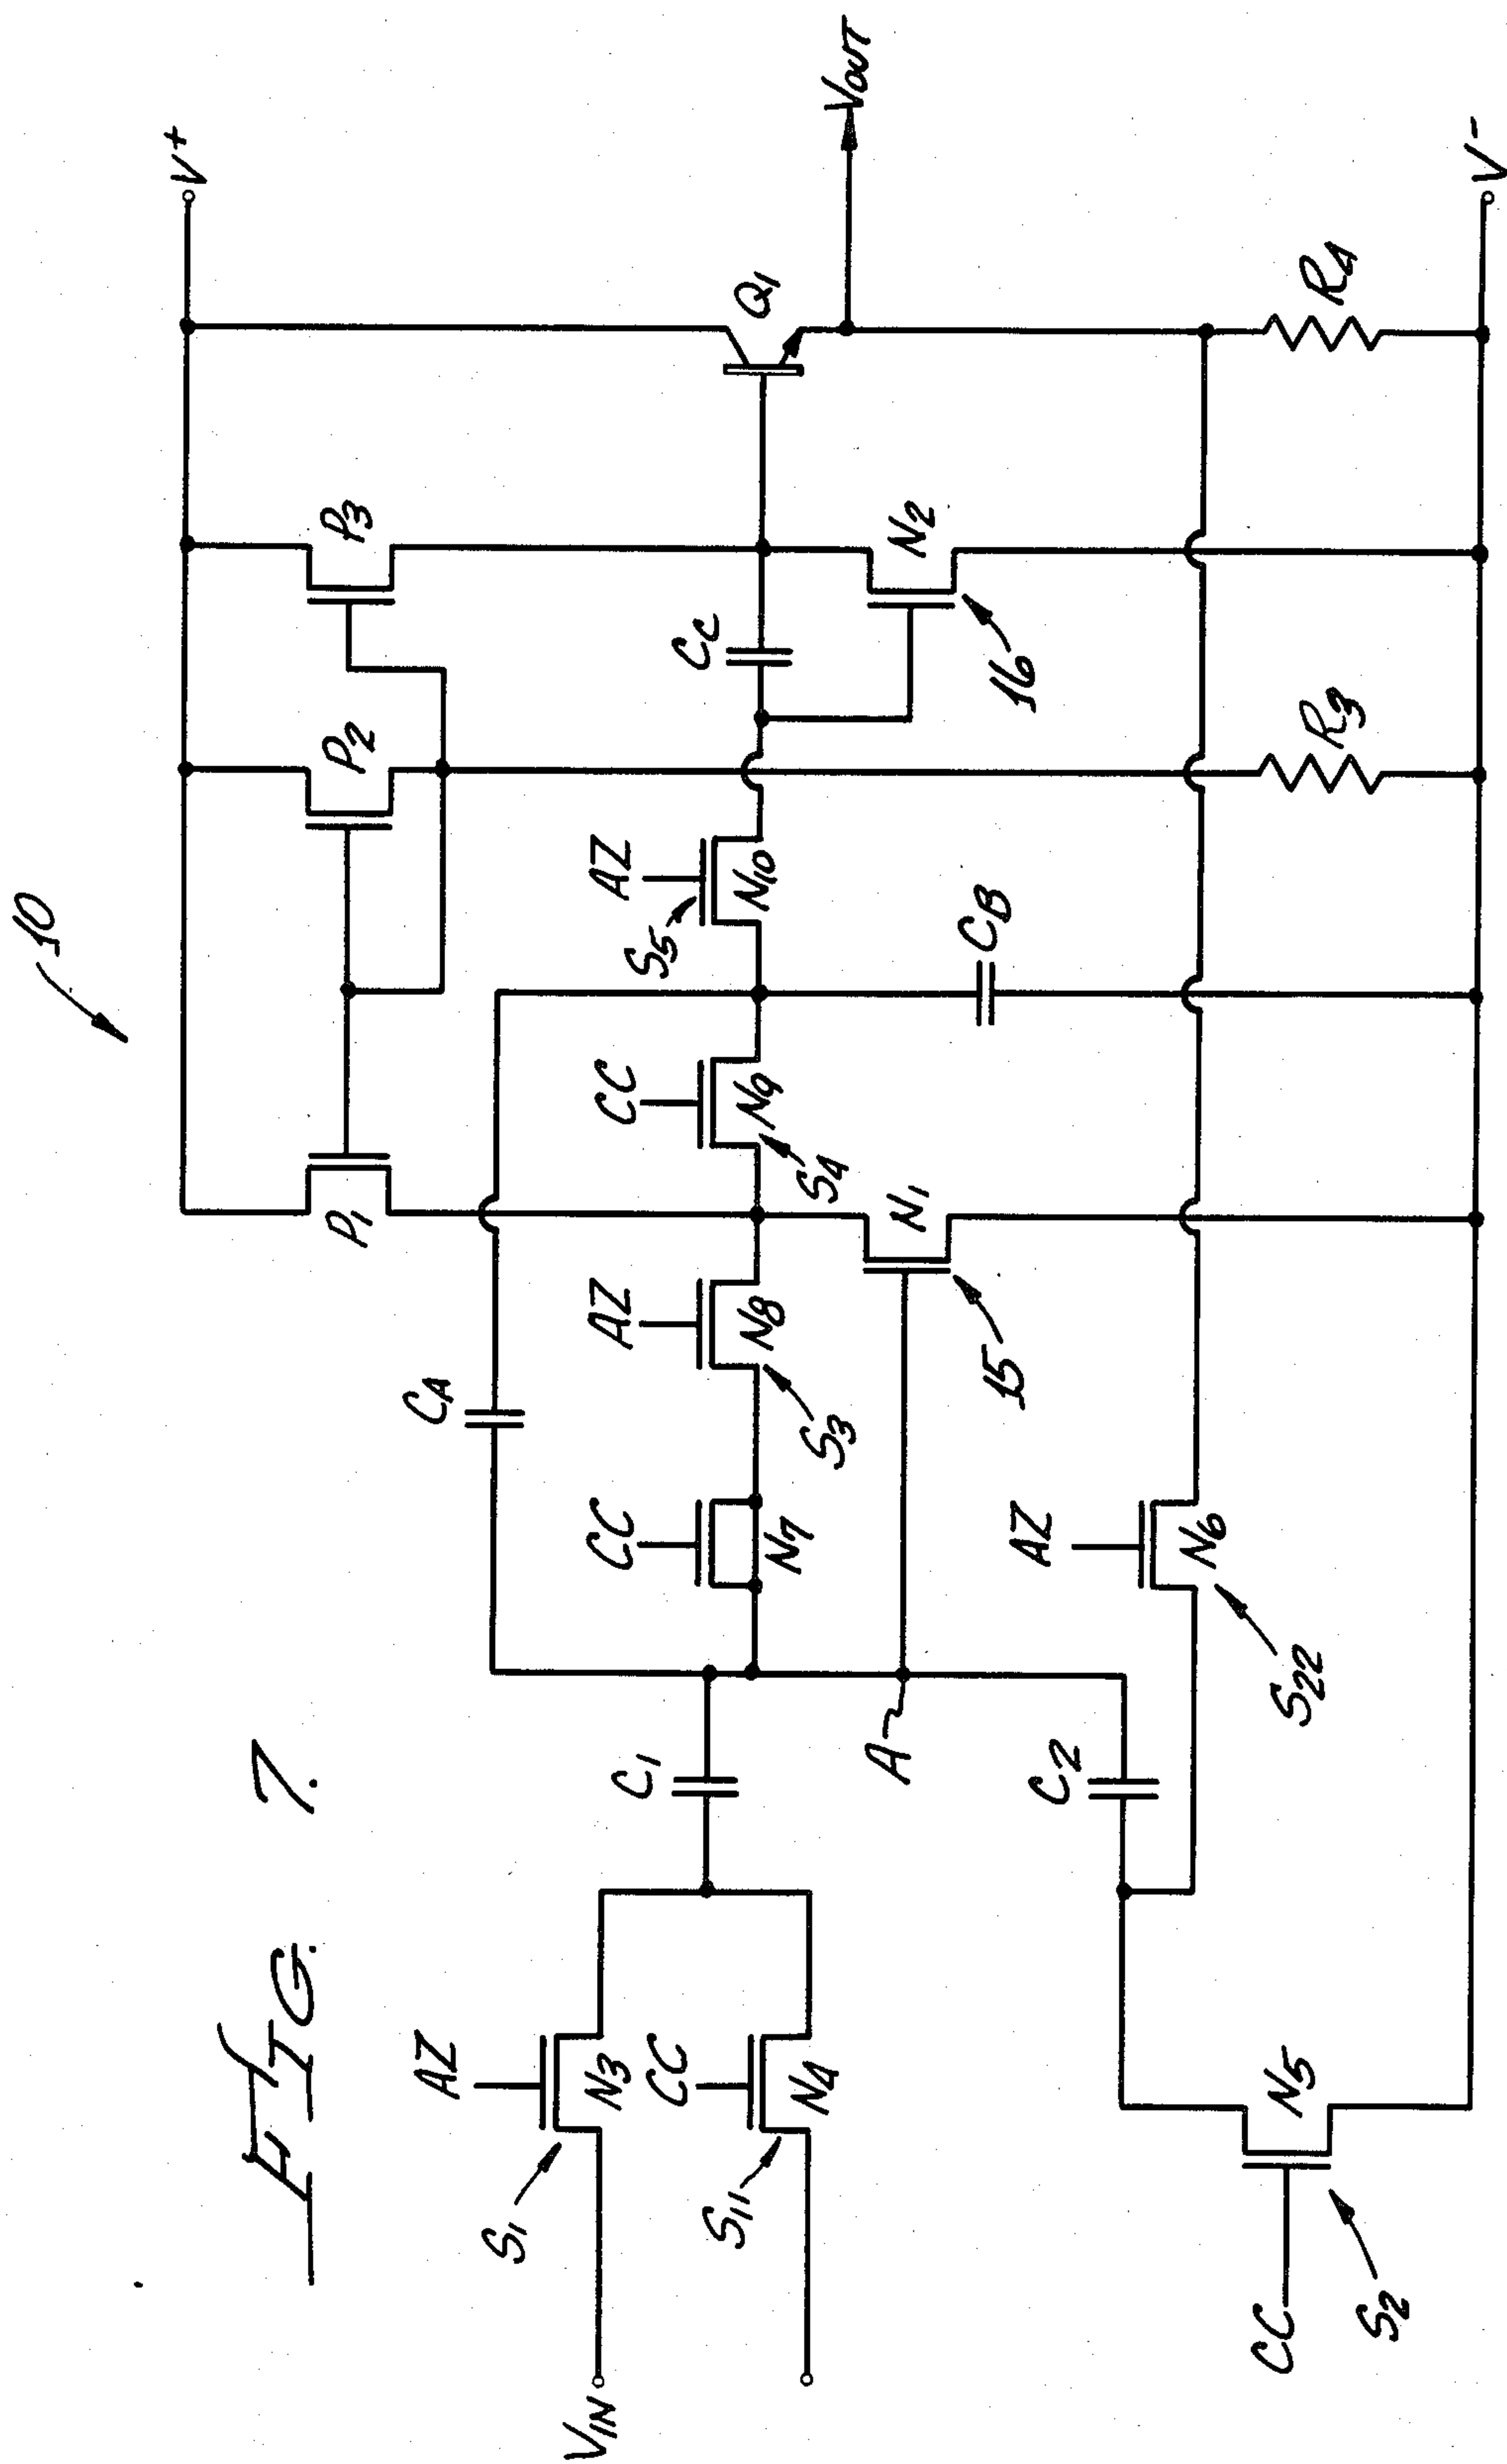 FIG. 7.
10
V+
P1
P2
P3
Q1
VOUT
CA
AZ
S1
N3
VIN
CC
S11
N4
C1
CC
N7
AZ
N8
S3
CC
N9
S4
AZ
N10
S5
CC
N2
16
N1
15
A
CB
C2
AZ
N6
S22
R3
R4
CC
N5
S2
V-